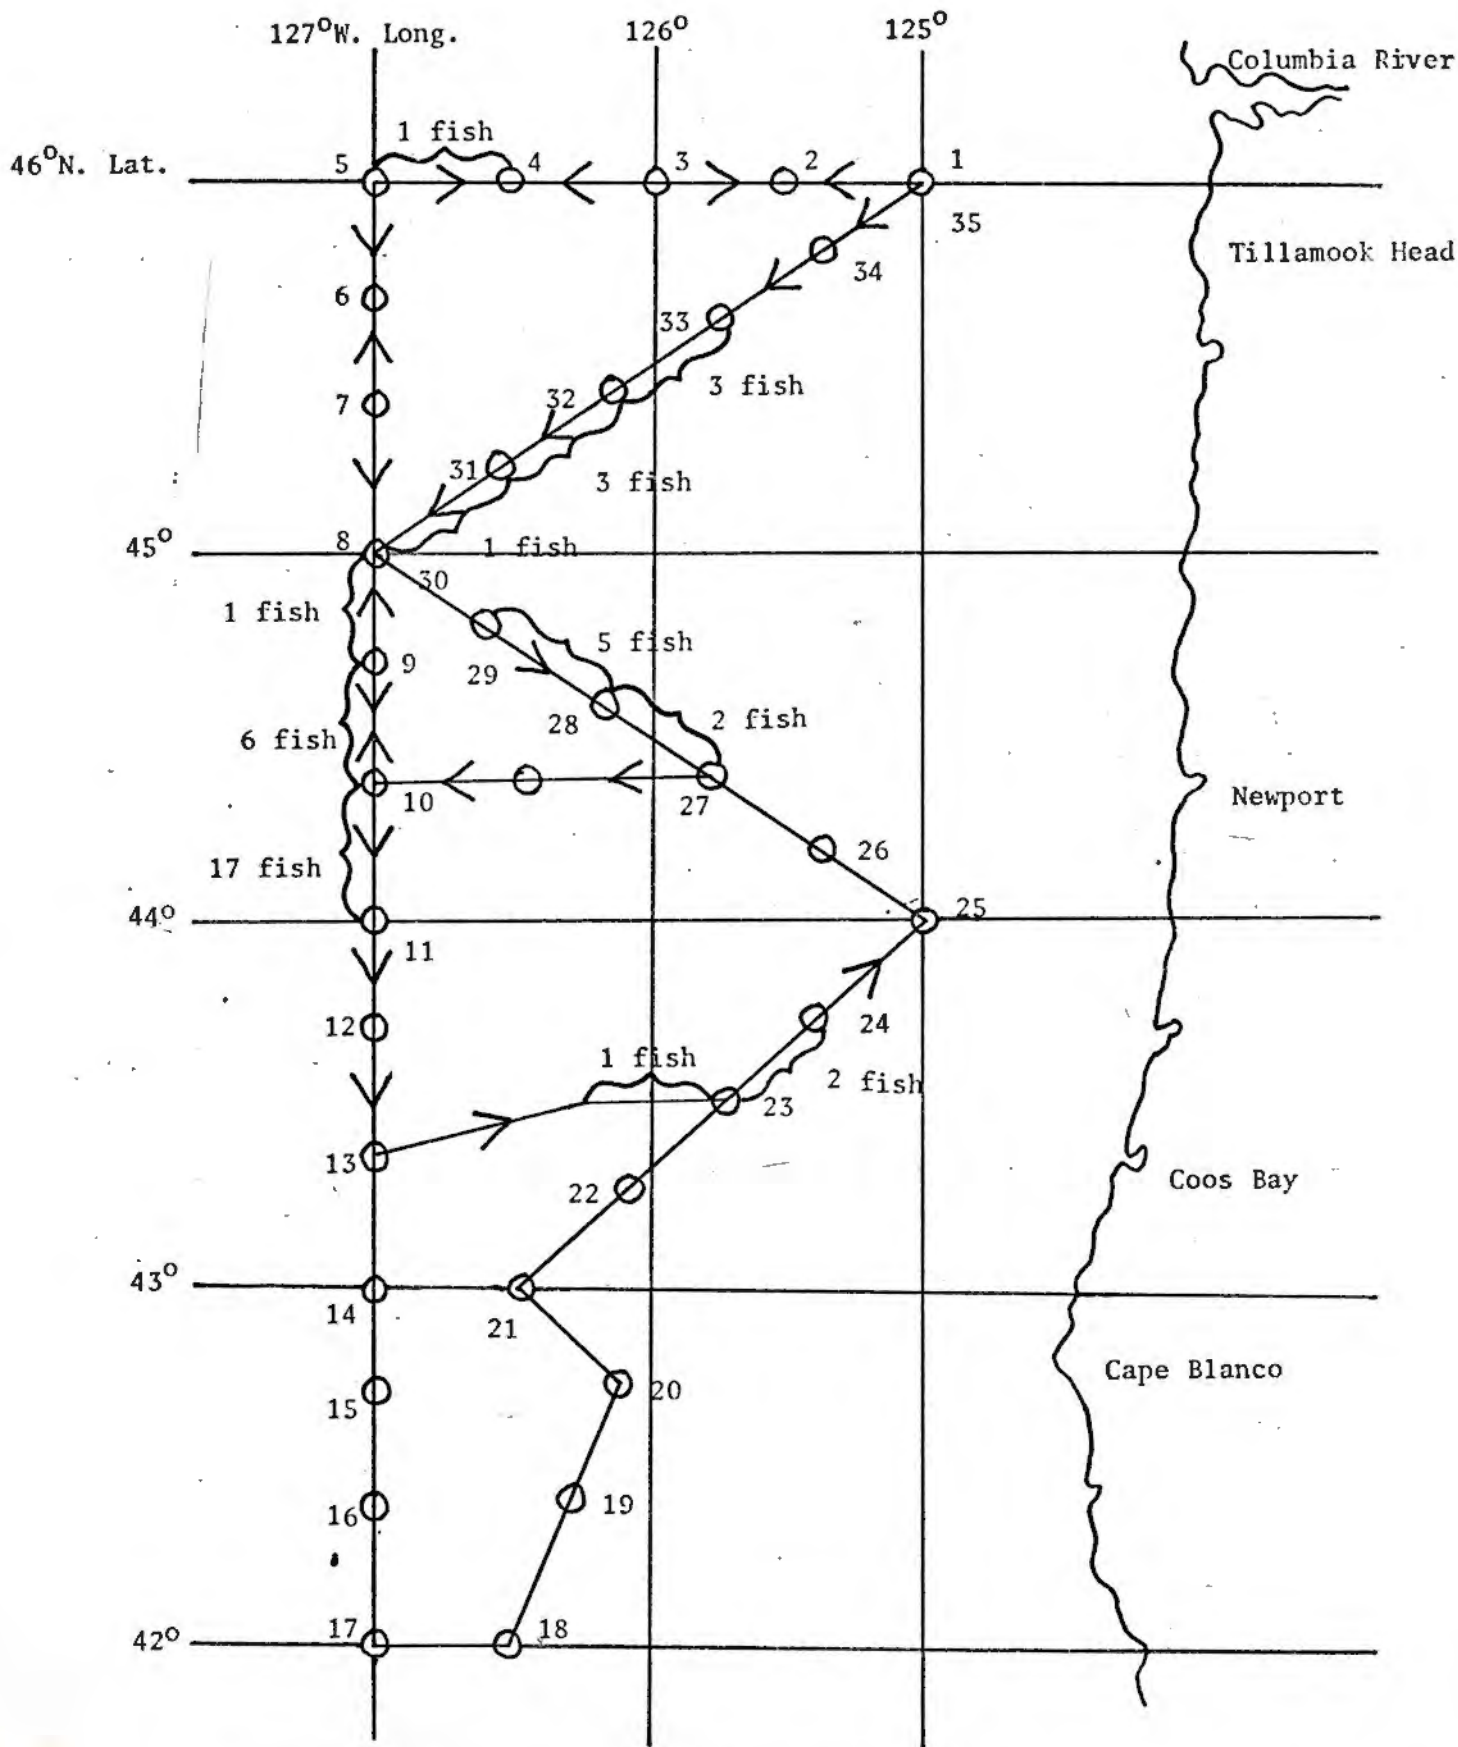 127°W. Long.
126°
125°
Columbia River
1 fish
46°N. Lat.
5
4
3
2
1
35
Tillamook Head
34
6
33
3 fish
7
32
31
3 fish
45°
8
1 fish
30
1 fish
9
5 fish
29
28
2 fish
6 fish
10
27
Newport
17 fish
26
44°
25
11
12
24
1 fish
2 fish
23
13
22
Coos Bay
43°
14
21
20
Cape Blanco
15
16
19
42°
17
18